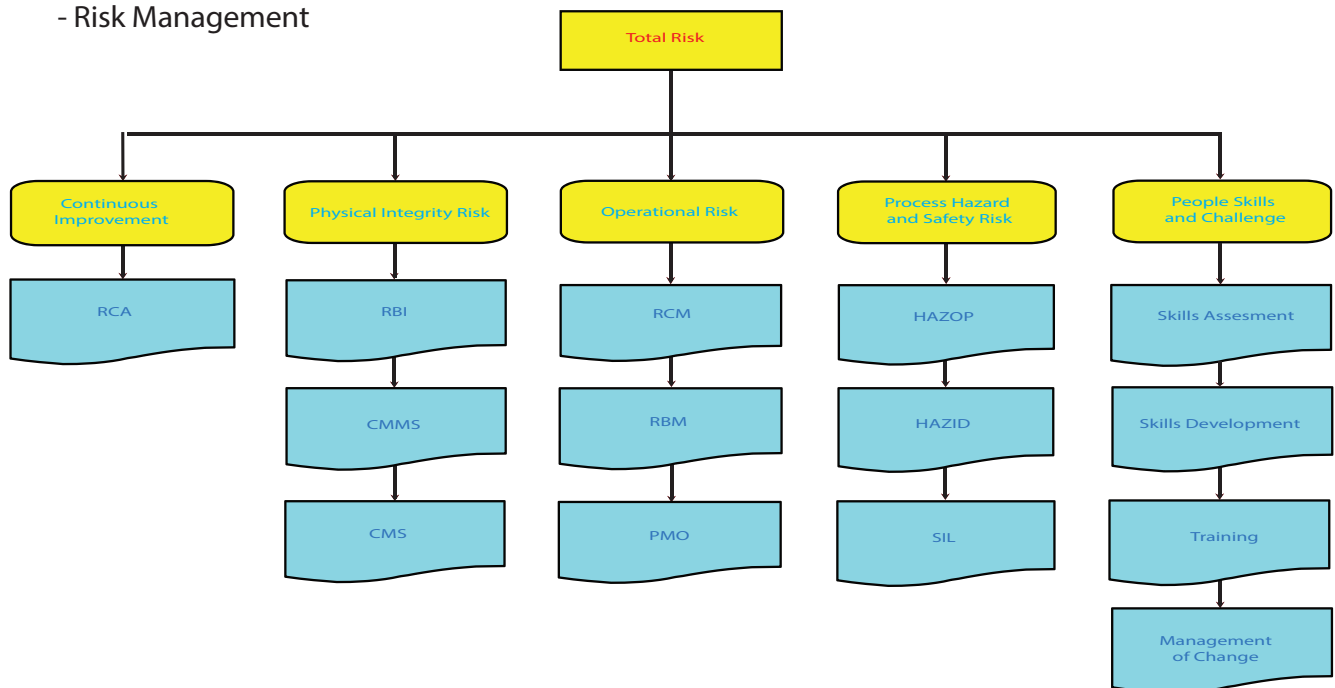 - Risk Management
Total Risk
Continuous
Improvement
Physical Integrity Risk
Operational Risk
Process Hazard
and Safety Risk
People Skills
and Challenge
RCA
RBI
RCM
HAZOP
Skills Assesment
CMMS
RBM
HAZID
Skills Development
CMS
PMO
SIL
Training
Management
of Change